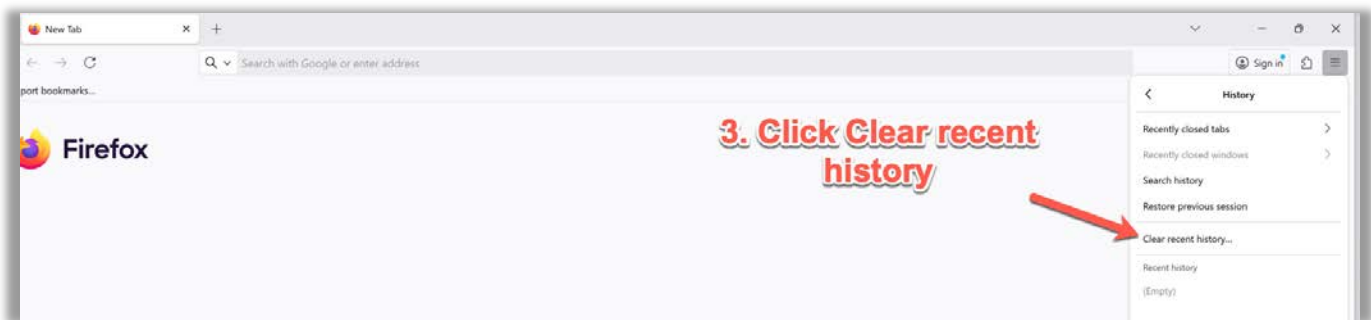 New Tab
Search with Google or enter address
Sign in
port bookmarks...
History
Firefox
3. Click Clear recent
history
Recently closed tabs
Recently closed windows
Search history
Restore previous session
Clear recent history...
Recent history
(Empty)